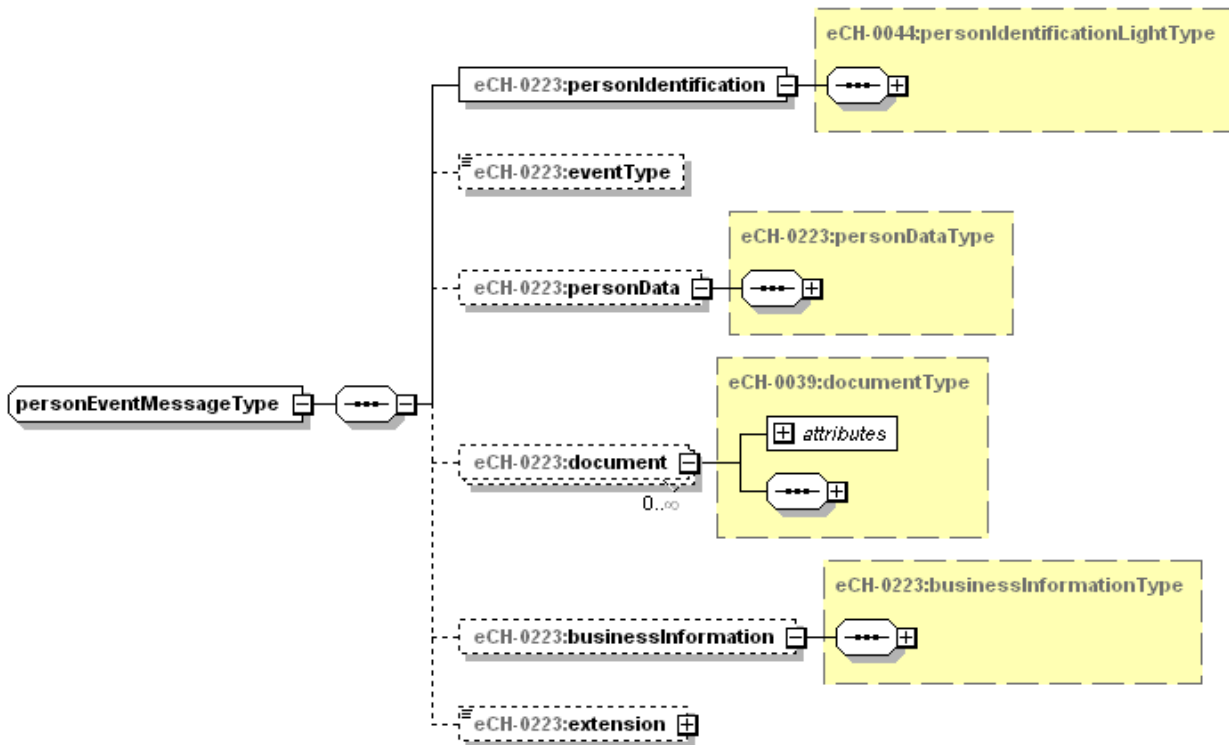 eCH-0044:personIdentificationLightType
eCH-0223:personIdentification
eCH-0223:eventType
eCH-0223:personDataType
eCH-0223:personData
eCH-0039:documentType
personEventMessageType
attributes
eCH-0223:document
0..∞
eCH-0223:businessInformationType
eCH-0223:businessInformation
eCH-0223:extension